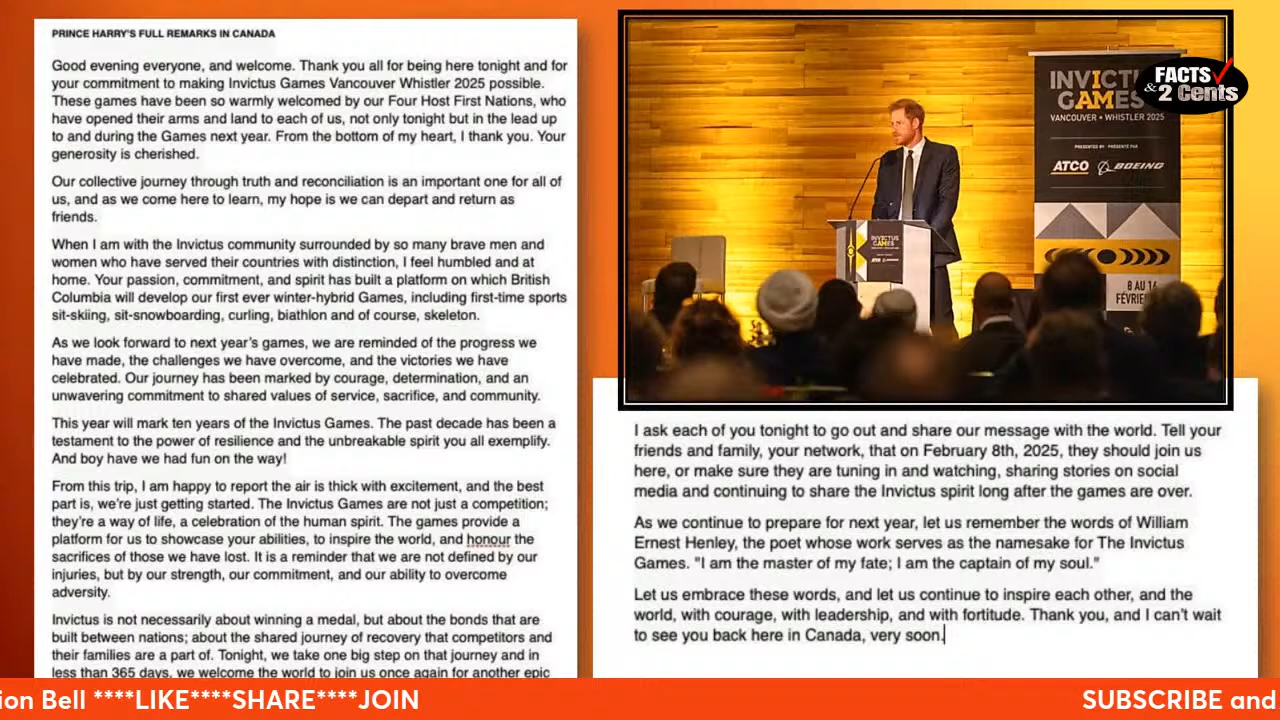 PRINCE HARRY'S FULL REMARKS IN CANADA
Good evening everyone, and welcome. Thank you all for being here tonight and for
your commitment to making Invictus Games Vancouver Whistler 2025 possible.
These games have been so warmly welcomed by our Four Host First Nations, who
have opened their arms and land to each of us, not only tonight but in the lead up
to and during the Games next year. From the bottom of my heart, I thank you. Your
generosity is cherished.
Our collective journey through truth and reconciliation is an important one for all of
us, and as we come here to learn, my hope is we can depart and return as
friends.
When I am with the Invictus community surrounded by so many brave men and
women who have served their countries with distinction, I feel humbled and at
home. Your passion, commitment, and spirit has built a platform on which British
Columbia will develop our first ever winter-hybrid Games, including first-time sports
sit-skiing, sit-snowboarding, curling, biathlon and of course, skeleton.
As we look forward to next year's games, we are reminded of the progress we
have made, the challenges we have overcome, and the victories we have
celebrated. Our journey has been marked by courage, determination, and an
unwavering commitment to shared values of service, sacrifice, and community.
This year will mark ten years of the Invictus Games. The past decade has been a
testament to the power of resilience and the unbreakable spirit you all exemplify.
And boy have we had fun on the way!
From this trip, I am happy to report the air is thick with excitement, and the best
part is, we're just getting started. The Invictus Games are not just a competition;
they're a way of life, a celebration of the human spirit. The games provide a
platform for us to showcase your abilities, to inspire the world, and honour the
sacrifices of those we have lost. It is a reminder that we are not defined by our
injuries, but by our strength, our commitment, and our ability to overcome
adversity.
Invictus is not necessarily about winning a medal, but about the bonds that are
built between nations; about the shared journey of recovery that competitors and
their families are a part of. Tonight, we take one big step on that journey and in
less than 365 days, we welcome the world to join us once again for another epic
INVICT
GAMES
VANCOUVER • WHISTLER 2025
PRESENTED BY PRÉSENTÉ PAR
ATCO BOEING
8 AU 16
FÉVRIE
INVICTUS
GAMES
ATCO
FACTS
& 2 Cents
I ask each of you tonight to go out and share our message with the world. Tell your
friends and family, your network, that on February 8th, 2025, they should join us
here, or make sure they are tuning in and watching, sharing stories on social
media and continuing to share the Invictus spirit long after the games are over.
As we continue to prepare for next year, let us remember the words of William
Ernest Henley, the poet whose work serves as the namesake for The Invictus
Games. "I am the master of my fate; I am the captain of my soul."
Let us embrace these words, and let us continue to inspire each other, and the
world, with courage, with leadership, and with fortitude. Thank you, and I can't wait
to see you back here in Canada, very soon.
ion Bell ****LIKE****SHARE****JOIN
SUBSCRIBE and